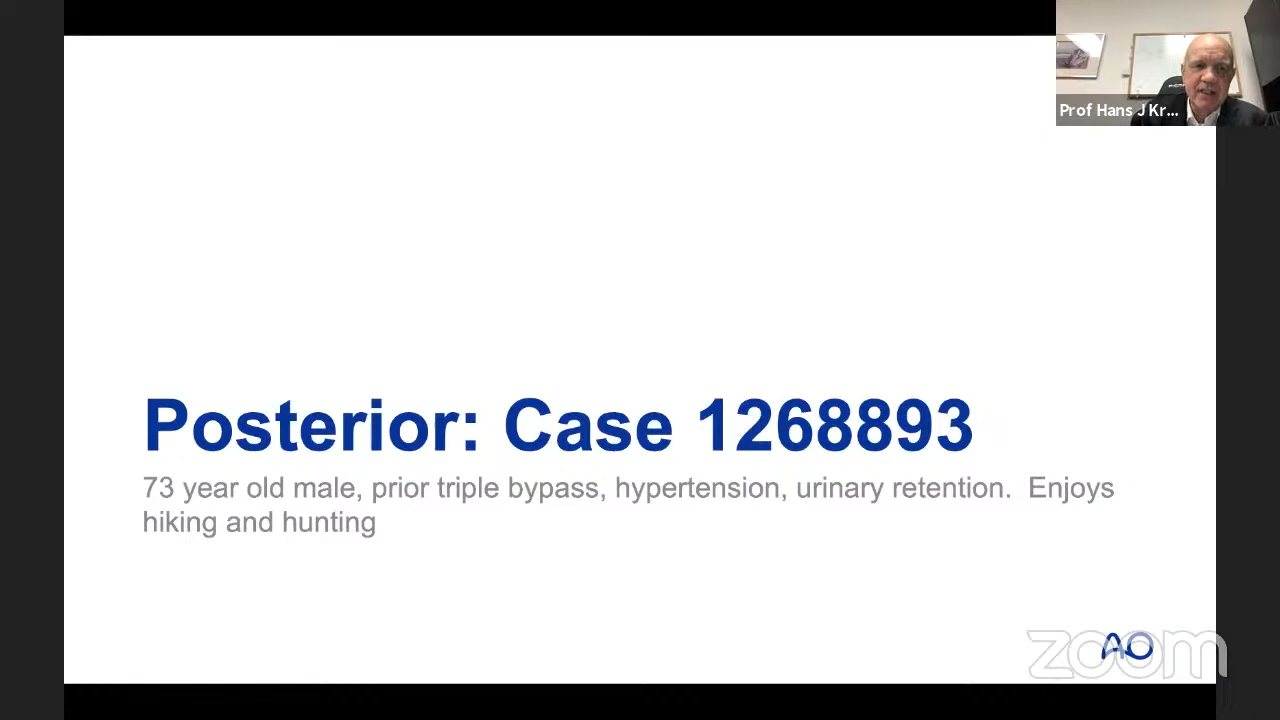 Prof Hans J Kr...
Posterior: Case 1268893
73 year old male, prior triple bypass, hypertension, urinary retention.  Enjoys
hiking and hunting
AO
zoom